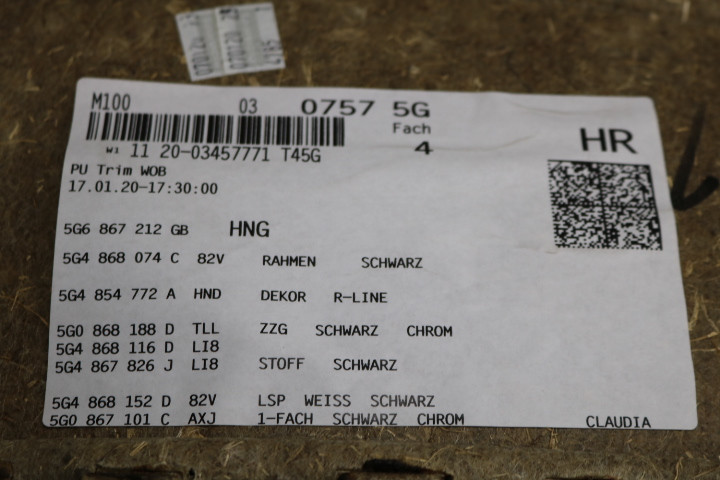 M100 03 0757 5G
Fach
4
HR
W1 11 20-03457771 T45G
PU Trim WOB
17.01.20-17:30:00
5G6 867 212 GB HNG
5G4 868 074 C 82V RAHMEN SCHWARZ
5G4 854 772 A HND DEKOR R-LINE
5G0 868 188 D TLL ZZG SCHWARZ CHROM
5G4 868 116 D LI8
5G4 867 826 J LI8 STOFF SCHWARZ
5G4 868 152 D 82V LSP WEISS SCHWARZ
5G0 867 101 C AXJ 1-FACH SCHWARZ CHROM
CLAUDIA